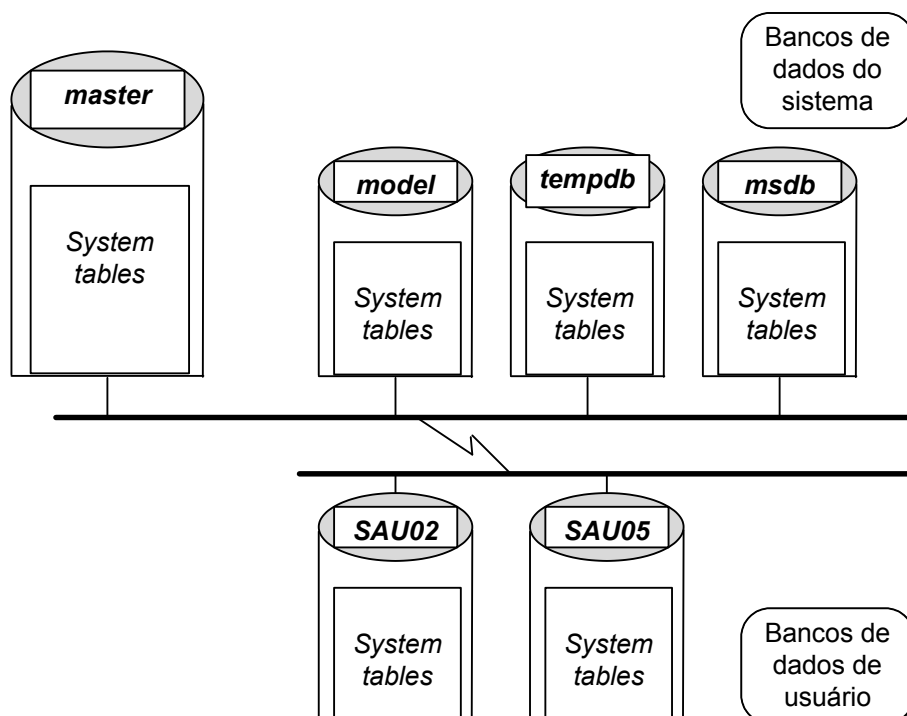 Bancos de
dados do
sistema
master
model
tempdb
msdb
System
tables
System
tables
System
tables
System
tables
SAU02
SAU05
System
tables
System
tables
Bancos de
dados de
usuário